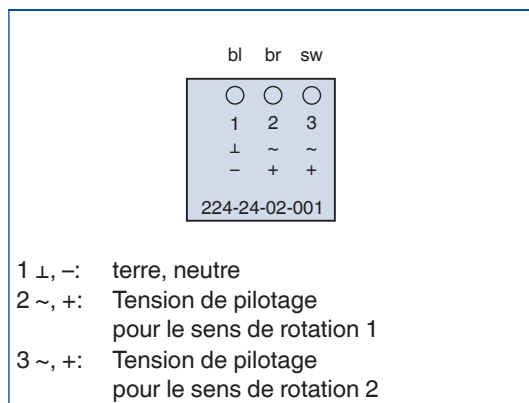 bl br sw
1 2 3
⊥ ~ ~
– + +
224-24-02-001
1 ⊥, –: terre, neutre
2 ~, +: Tension de pilotage
pour le sens de rotation 1
3 ~, +: Tension de pilotage
pour le sens de rotation 2